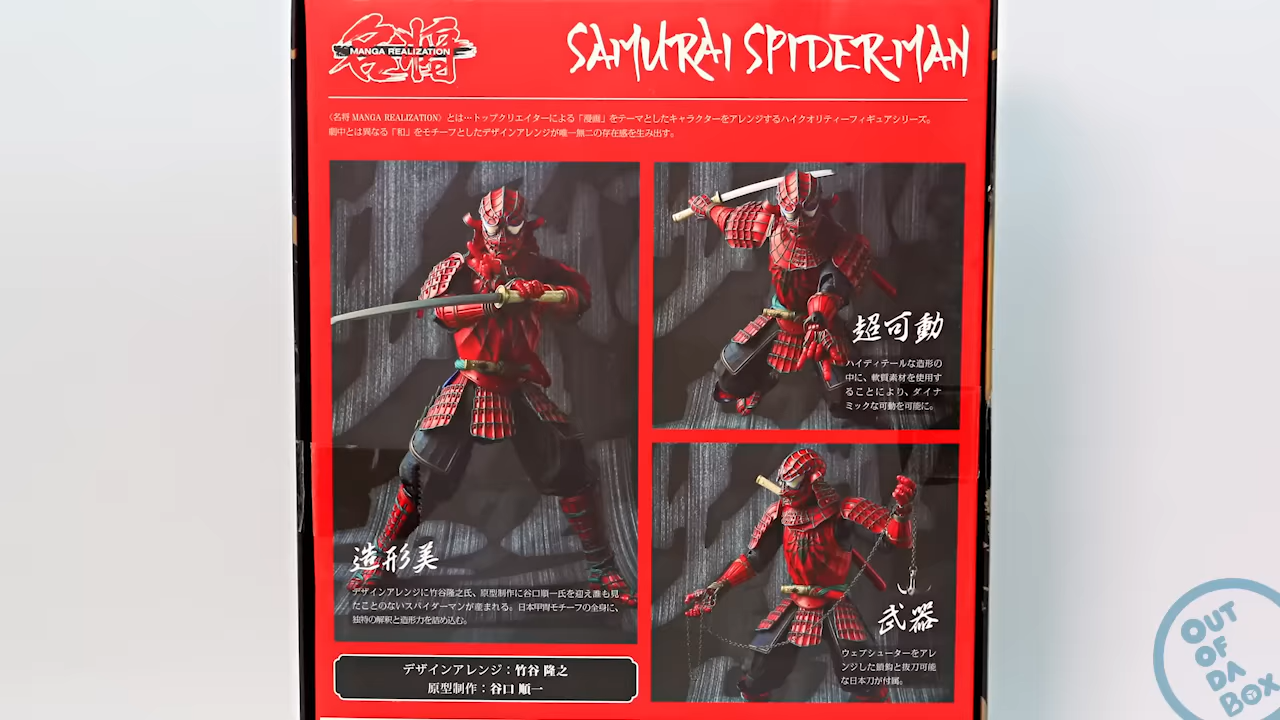 名将
MANGA REALIZATION
SAMURAI SPIDER-MAN
〈名将 MANGA REALIZATION〉とは…トップクリエイターによる「漫画」をテーマとしたキャラクターをアレンジするハイクオリティーフィギュアシリーズ。
劇中とは異なる「和」をモチーフとしたデザインアレンジが唯一無二の存在感を生み出す。
造形美
デザインアレンジに竹谷隆之氏、原型制作に谷口順一氏を迎え誰も見
たことのないスパイダーマンが産まれる。日本甲冑モチーフの全身に、
独特の解釈と造形力を詰め込む。
デザインアレンジ：竹谷 隆之
原型制作：谷口 順一
超可動
ハイディテールな造形の
中に、軟質素材を使用す
ることにより、ダイナ
ミックな可動を可能に。
武器
ウェブシューターをアレ
ンジした鎖鉤と抜刀可能
な日本刀が付属。
OUT
OF
DA
BOX